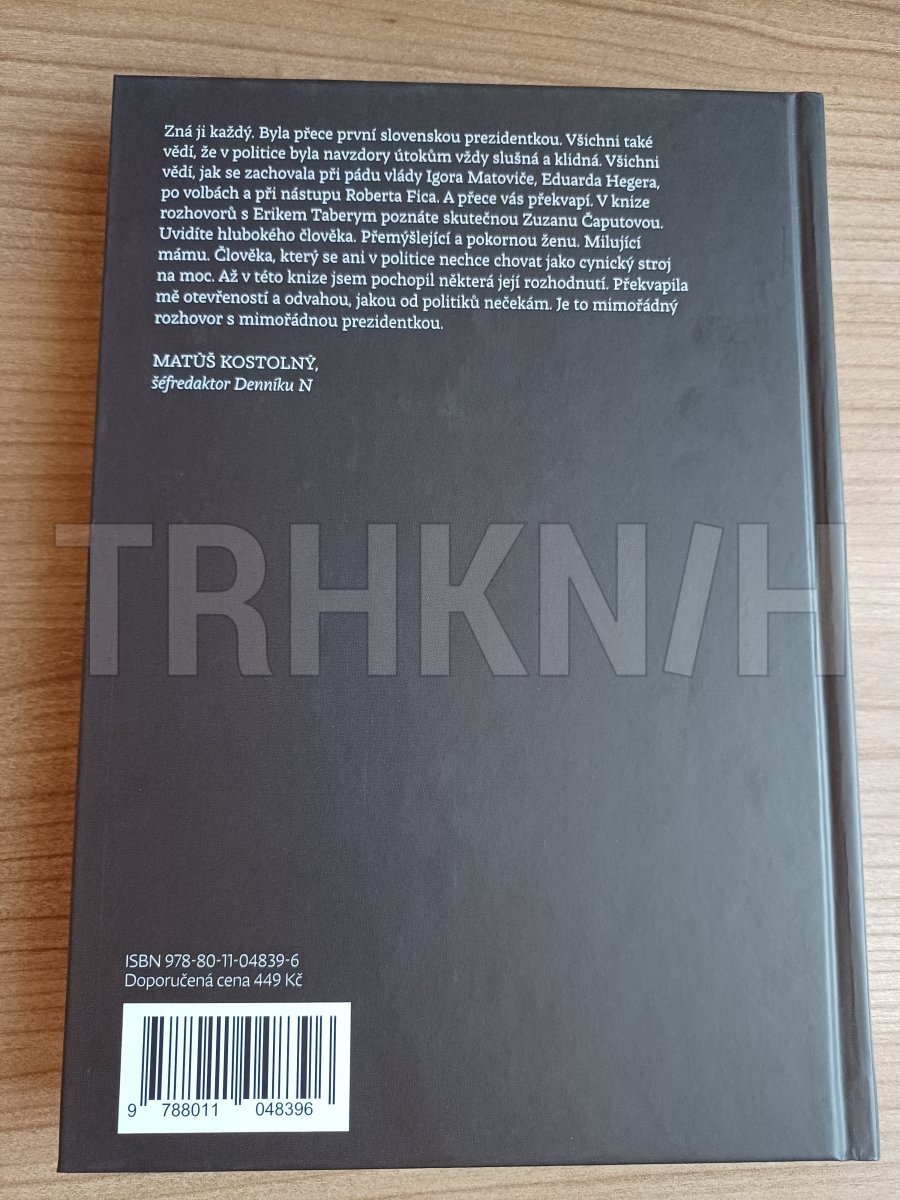 Zná ji každý. Byla přece první slovenskou prezidentkou. Všichni také
vědí, že v politice byla navzdory útokům vždy slušná a klidná. Všichni
vědí, jak se zachovala při pádu vlády Igora Matoviče, Eduarda Hegera,
po volbách a při nástupu Roberta Fica. A přece vás překvapí. V knize
rozhovorů s Erikem Taberym poznáte skutečnou Zuzanu Čaputovou.
Uvidíte hlubokého člověka. Přemýšlející a pokornou ženu. Milující
mámu. Člověka, který se ani v politice nechce chovat jako cynický stroj
na moc. Až v této knize jsem pochopil některá její rozhodnutí. Překvapila
mě otevřeností a odvahou, jakou od politiků nečekám. Je to mimořádný
rozhovor s mimořádnou prezidentkou.
MATÚŠ KOSTOLNÝ,
šéfredaktor Denníku N
TRHKNIH
ISBN 978-80-11-04839-6
Doporučená cena 449 Kč
9 788011 048396